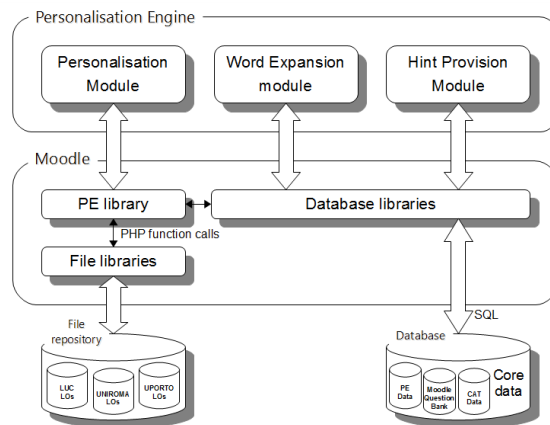 Personalisation Engine
Personalisation
Module
Word Expansion
module
Hint Provision
Module
Moodle
PE library
Database libraries
PHP function calls
File libraries
SQL
File
repository
LUC
LOs
UNIROMA
LOs
UPORTO
LOs
Database
PE
Data
Moodle
Question
Bank
CAT
Data
Core
data